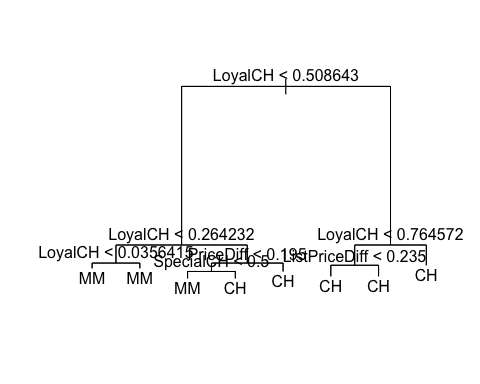 LoyalCH < 0.508643
LoyalCH < 0.264232
LoyalCH < 0.764572
LoyalCH < 0.0356415
PriceDiff < 0.195
SpecialCH < 0.5
ListPriceDiff < 0.235
MM
MM
MM
CH
CH
CH
CH
CH